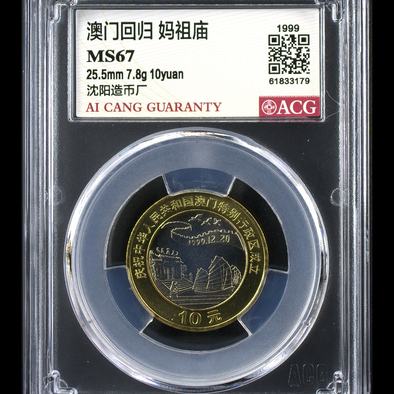 澳门回归 妈祖庙
MS67
25.5mm 7.8g 10yuan
沈阳造币厂
AI CANG GUARANTY
1999
61833179
ACG
庆祝中华人民共和国澳门特别行政区成立
1999.12.20
10元
ACG